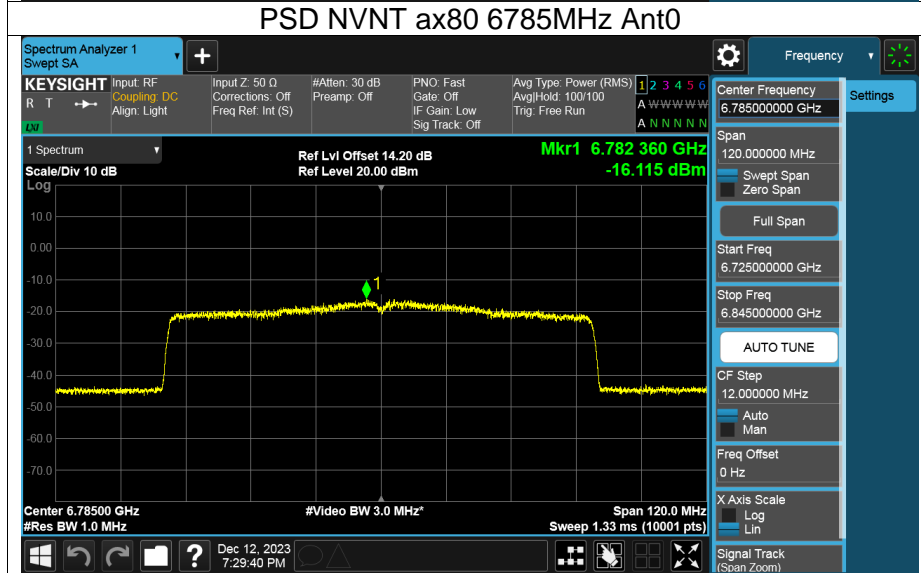 PSD NVNT ax80 6785MHz Ant0
Spectrum Analyzer 1
Swept SA
+
Frequency
KEYSIGHT
R T
LXI
Input: RF
Coupling: DC
Align: Light
Input Z: 50 Ω
Corrections: Off
Freq Ref: Int (S)
#Atten: 30 dB
Preamp: Off
PNO: Fast
Gate: Off
IF Gain: Low
Sig Track: Off
Avg Type: Power (RMS)
Avg|Hold: 100/100
Trig: Free Run
1 2 3 4 5 6
A W W W W W
A N N N N N
1 Spectrum
Scale/Div 10 dB
Log
Ref Lvl Offset 14.20 dB
Ref Level 20.00 dBm
Mkr1 6.782 360 GHz
-16.115 dBm
10.0
0.00
-10.0
-20.0
-30.0
-40.0
-50.0
-60.0
-70.0
1
Center 6.78500 GHz
#Res BW 1.0 MHz
#Video BW 3.0 MHz*
Span 120.0 MHz
Sweep 1.33 ms (10001 pts)
?
Dec 12, 2023
7:29:40 PM
Center Frequency
6.785000000 GHz
Settings
Span
120.000000 MHz
Swept Span
Zero Span
Full Span
Start Freq
6.725000000 GHz
Stop Freq
6.845000000 GHz
AUTO TUNE
CF Step
12.000000 MHz
Auto
Man
Freq Offset
0 Hz
X Axis Scale
Log
Lin
Signal Track
(Span Zoom)